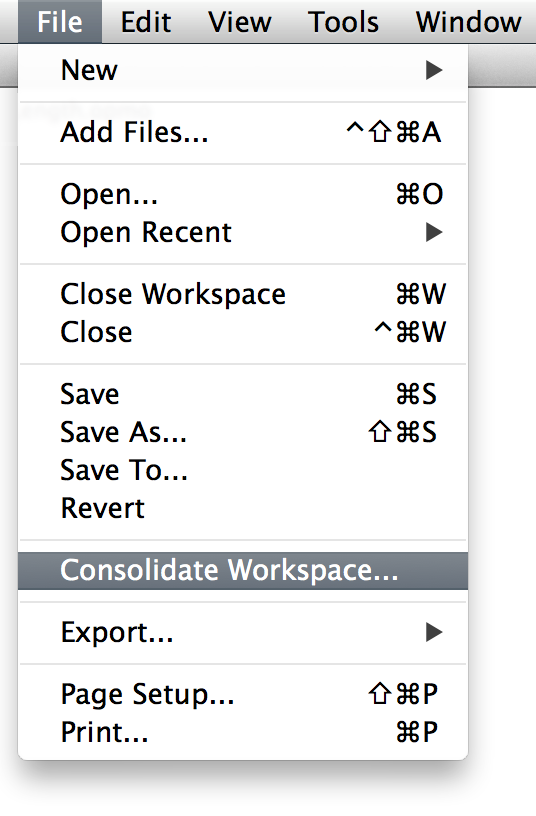 File Edit View Tools Window
New ▶
Add Files... ⌃⇧⌘A
Open... ⌘O
Open Recent ▶
Close Workspace ⌘W
Close ⌃⌘W
Save ⌘S
Save As... ⇧⌘S
Save To...
Revert
Consolidate Workspace...
Export... ▶
Page Setup... ⇧⌘P
Print... ⌘P